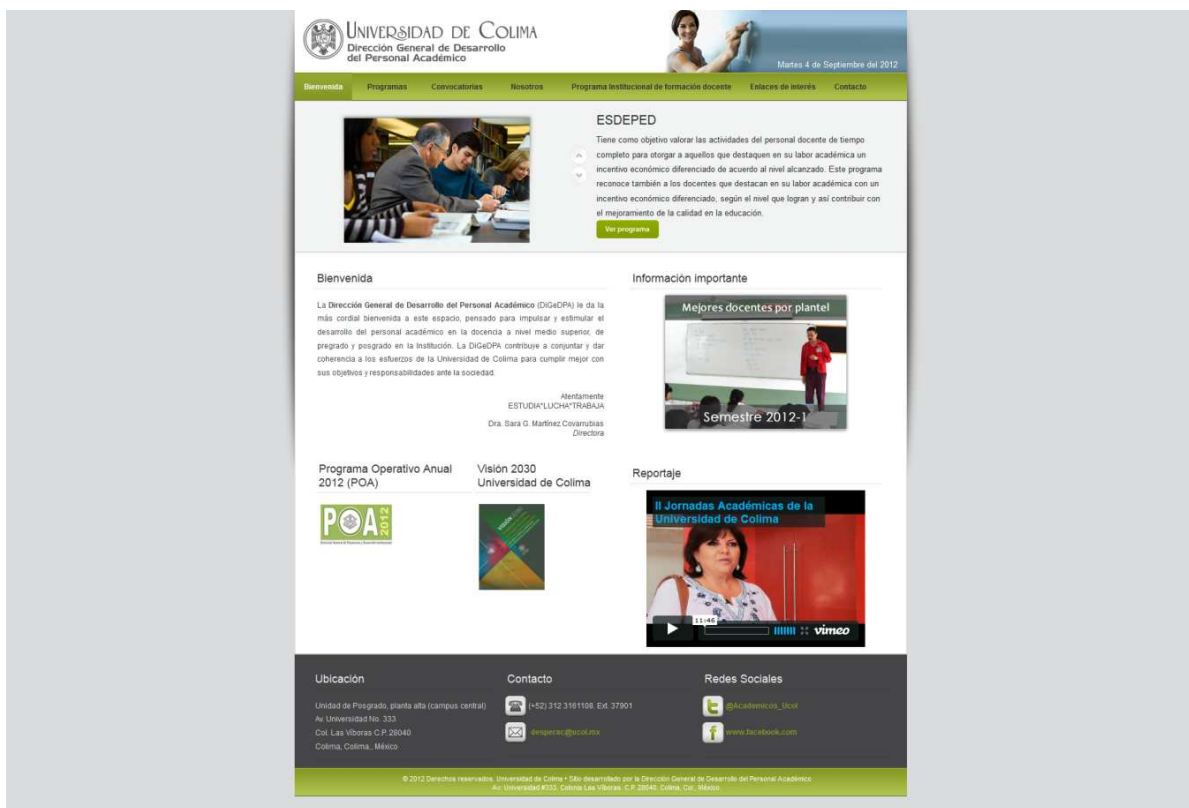 UNIVERSIDAD DE COLIMA
Dirección General de Desarrollo
del Personal Académico
Martes 4 de Septiembre del 2012
Bienvenida Programas Convocatorias Nosotros Programa Institucional de formación docente Enlaces de interés Contacto
ESDEPED
Tiene como objetivo valorar las actividades del personal docente de tiempo
completo para otorgar a aquellos que destaquen en su labor académica un
incentivo económico diferenciado de acuerdo al nivel alcanzado. Este programa
reconoce también a los docentes que destacan en su labor académica con un
incentivo económico diferenciado, según el nivel que logran y así contribuir con
el mejoramiento de la calidad en la educación.
Ver programa
Bienvenida
La Dirección General de Desarrollo del Personal Académico (DiGeDPA) le da la
más cordial bienvenida a este espacio, pensado para impulsar y estimular el
desarrollo del personal académico en la docencia a nivel medio superior, de
pregrado y posgrado en la Institución. La DiGeDPA contribuye a conjuntar y dar
coherencia a los esfuerzos de la Universidad de Colima para cumplir mejor con
sus objetivos y responsabilidades ante la sociedad.
Atentamente
ESTUDIA*LUCHA*TRABAJA
Dra. Sara G. Martínez Covarrubias
Directora
Información importante
Mejores docentes por plantel
Semestre 2012-1
Programa Operativo Anual
2012 (POA)
POA 2012
Visión 2030
Universidad de Colima
Reportaje
II Jornadas Académicas de la
Universidad de Colima
11:46
vimeo
Ubicación
Unidad de Posgrado, planta alta (campus central)
Av. Universidad No. 333
Col. Las Víboras C.P. 28040
Colima, Colima., México
Contacto
(+52) 312 3161108. Ext. 37901
desperac@ucol.mx
Redes Sociales
@Academicos_Ucol
www.facebook.com
© 2012 Derechos reservados. Universidad de Colima • Sitio desarrollado por la Dirección General de Desarrollo del Personal Académico
Av. Universidad #333. Colonia Las Víboras. C.P. 28040. Colima, Col., México.